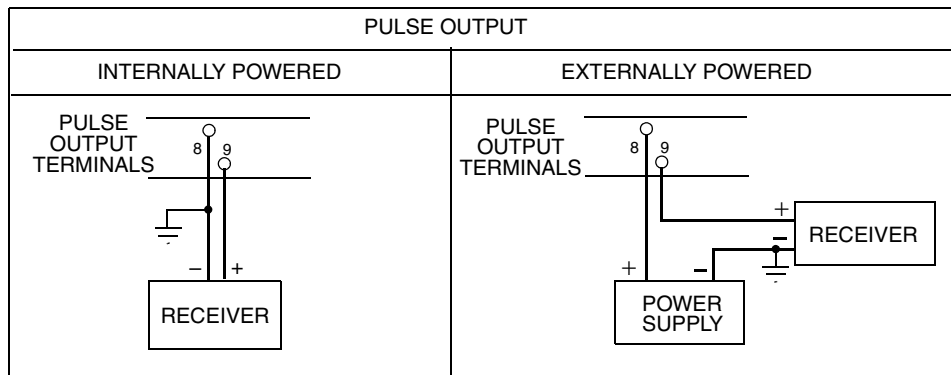 PULSE OUTPUT
INTERNALLY POWERED
EXTERNALLY POWERED
PULSE
OUTPUT
TERMINALS
8 9
− +
RECEIVER
PULSE
OUTPUT
TERMINALS
8 9
+
−
RECEIVER
+ −
POWER
SUPPLY